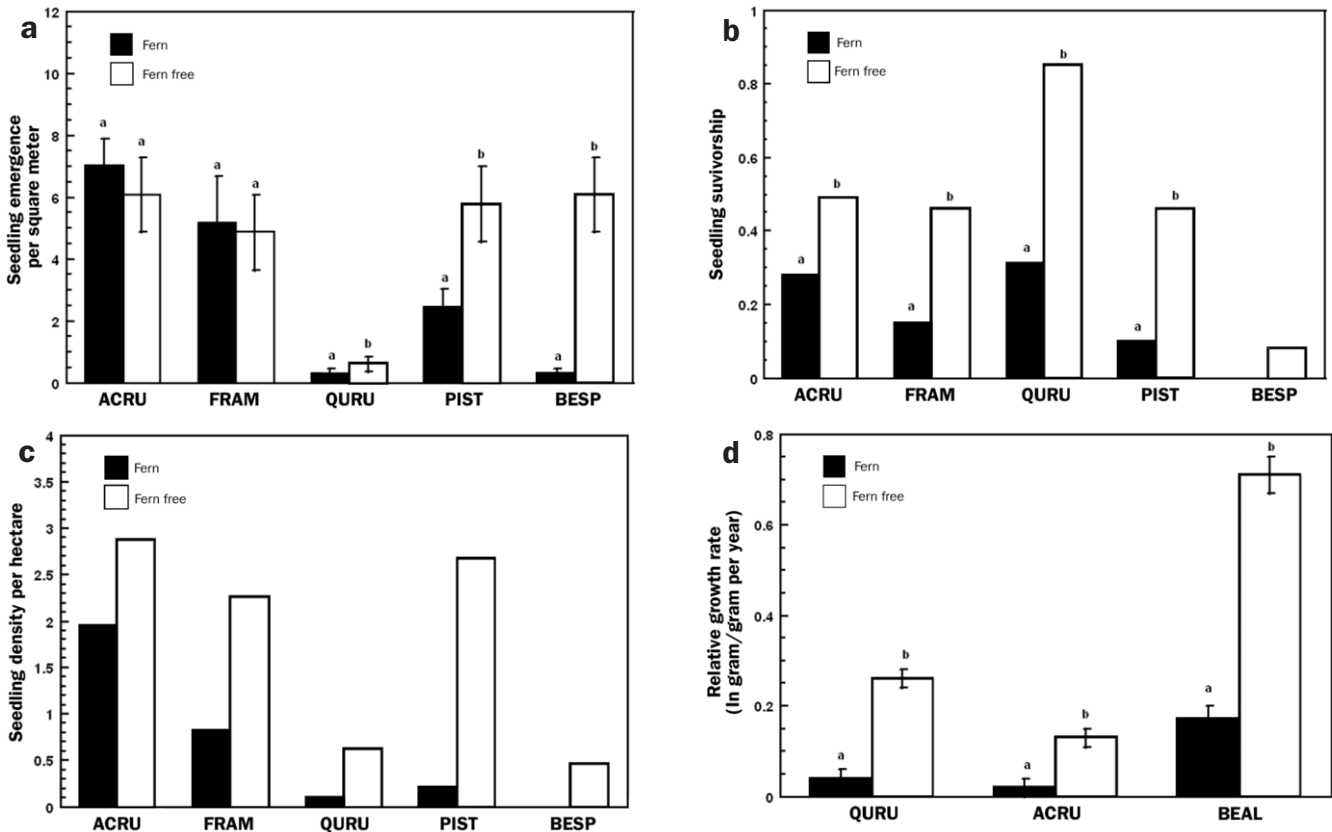 a
12
10
8
6
4
2
0
Seedling emergence
per square meter
Fern
Fern free
a
a
a
a
a
b
a
b
a
b
ACRU FRAM QURU PIST BESP
b
1
0.8
0.6
0.4
0.2
0
Seedling suvivorship
Fern
Fern free
a
b
a
b
a
b
a
b
ACRU FRAM QURU PIST BESP
c
4
3.5
3
2.5
2
1.5
1
0.5
0
Seedling density per hectare
Fern
Fern free
ACRU FRAM QURU PIST BESP
d
0.8
0.6
0.4
0.2
0
Relative growth rate
(In gram/gram per year)
Fern
Fern free
a
b
a
b
a
b
QURU ACRU BEAL